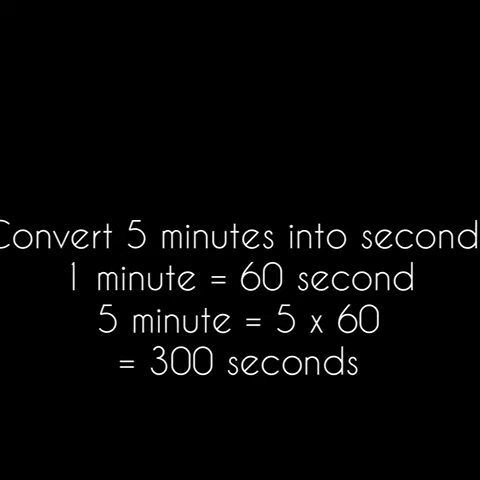 Convert 5 minutes into second
1 minute = 60 second
5 minute = 5 x 60
= 300 seconds